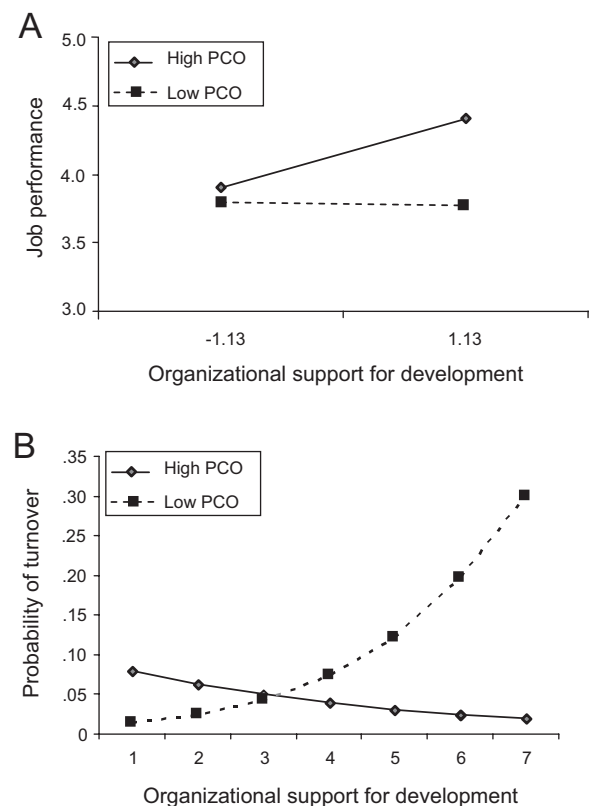 A
5.0
4.5
4.0
3.5
3.0
Job performance
High PCO
Low PCO
-1.13 1.13
Organizational support for development
B
.35
.30
.25
.20
.15
.10
.05
0
Probability of turnover
High PCO
Low PCO
1 2 3 4 5 6 7
Organizational support for development